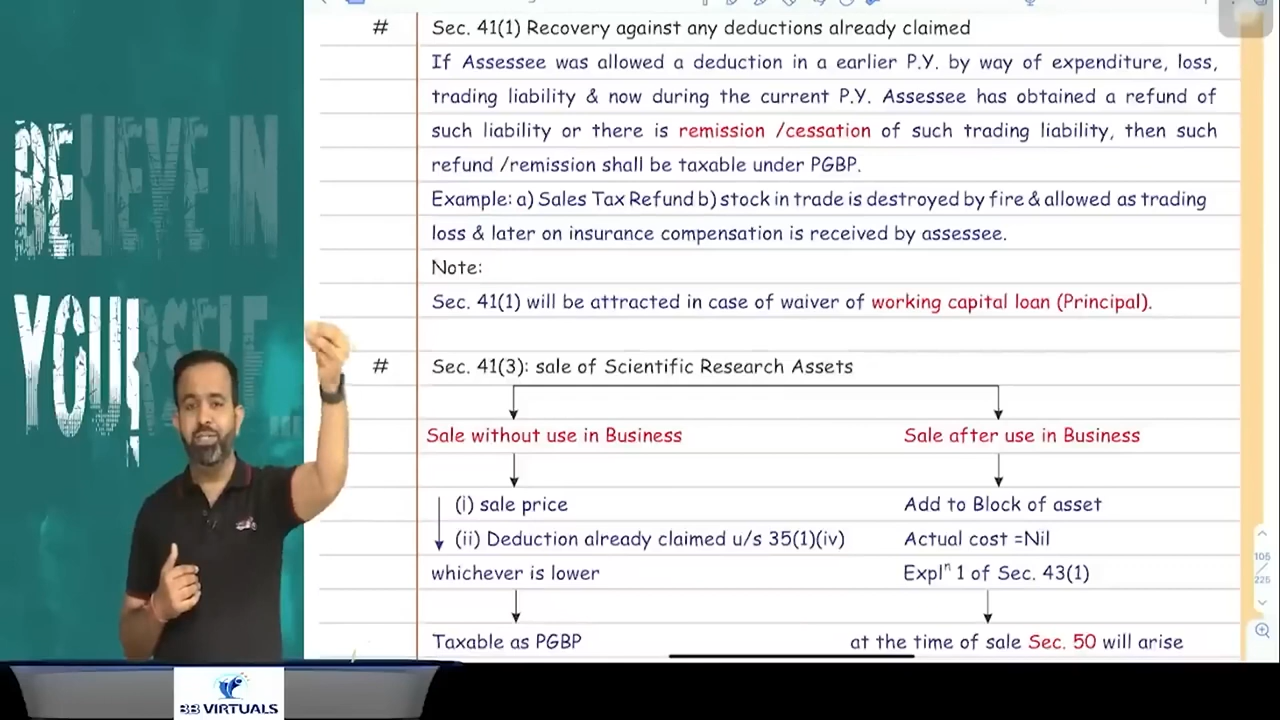 BELIEVE IN
YOURSELF...
# Sec. 41(1) Recovery against any deductions already claimed
If Assessee was allowed a deduction in a earlier P.Y. by way of expenditure, loss,
trading liability & now during the current P.Y. Assessee has obtained a refund of
such liability or there is remission /cessation of such trading liability, then such
refund /remission shall be taxable under PGBP.
Example: a) Sales Tax Refund b) stock in trade is destroyed by fire & allowed as trading
loss & later on insurance compensation is received by assessee.
Note:
Sec. 41(1) will be attracted in case of waiver of working capital loan (Principal).
# Sec. 41(3): sale of Scientific Research Assets
Sale without use in Business
Sale after use in Business
(i) sale price
Add to Block of asset
(ii) Deduction already claimed u/s 35(1)(iv)
Actual cost =Nil
whichever is lower
Explⁿ 1 of Sec. 43(1)
Taxable as PGBP
at the time of sale Sec. 50 will arise
105
/
225
BB VIRTUALS